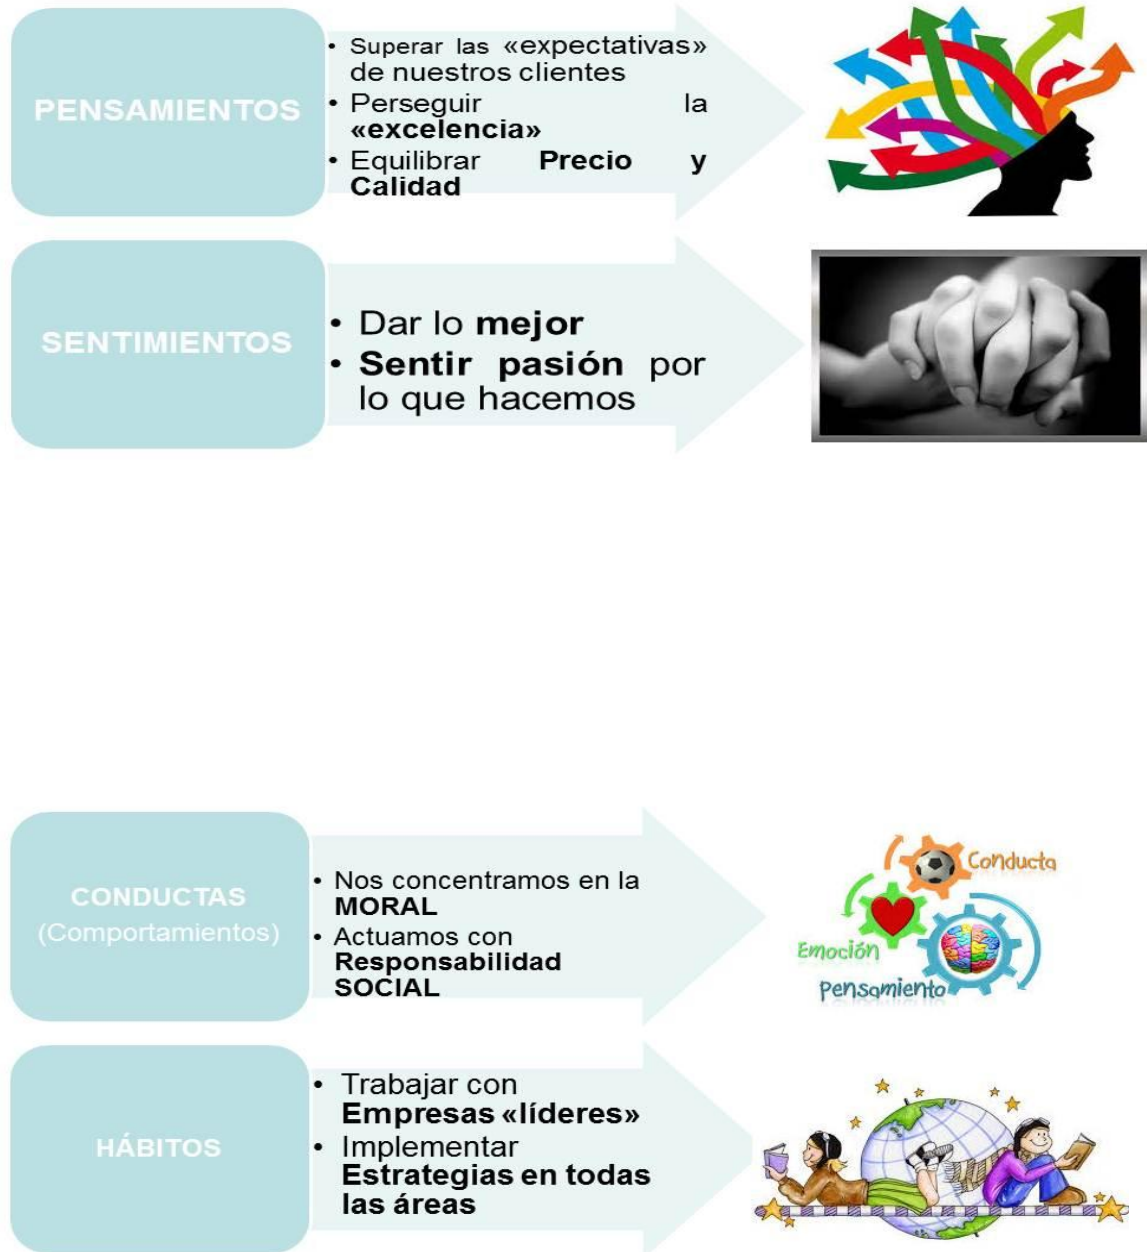 PENSAMIENTOS
• Superar las «expectativas»
de nuestros clientes
• Perseguir la
«excelencia»
• Equilibrar Precio y
Calidad
SENTIMIENTOS
• Dar lo mejor
• Sentir pasión por
lo que hacemos
CONDUCTAS
(Comportamientos)
• Nos concentramos en la
MORAL
• Actuamos con
Responsabilidad
SOCIAL
Conducta
Emoción
Pensamiento
HÁBITOS
• Trabajar con
Empresas «líderes»
• Implementar
Estrategias en todas
las áreas